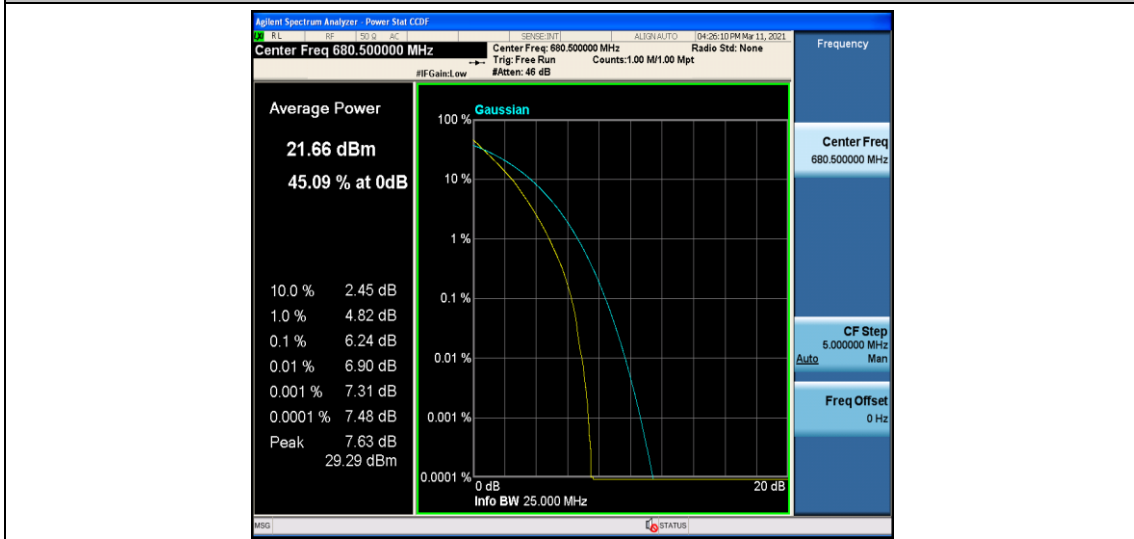 Agilent Spectrum Analyzer - Power Stat CCDF
RL RF 50 Ω AC SENSE:INT ALIGN AUTO 04:26:10 PM Mar 11, 2021
Center Freq 680.500000 MHz
Center Freq: 680.500000 MHz Radio Std: None
Trig: Free Run Counts:1.00 M/1.00 Mpt
#IFGain:Low #Atten: 46 dB
Frequency
Average Power
21.66 dBm
45.09 % at 0dB
10.0 % 2.45 dB
1.0 % 4.82 dB
0.1 % 6.24 dB
0.01 % 6.90 dB
0.001 % 7.31 dB
0.0001 % 7.48 dB
Peak 7.63 dB
29.29 dBm
Gaussian
100 %
10 %
1 %
0.1 %
0.01 %
0.001 %
0.0001 %
0 dB 20 dB
Info BW 25.000 MHz
Center Freq
680.500000 MHz
CF Step
5.000000 MHz
Auto Man
Freq Offset
0 Hz
MSG STATUS